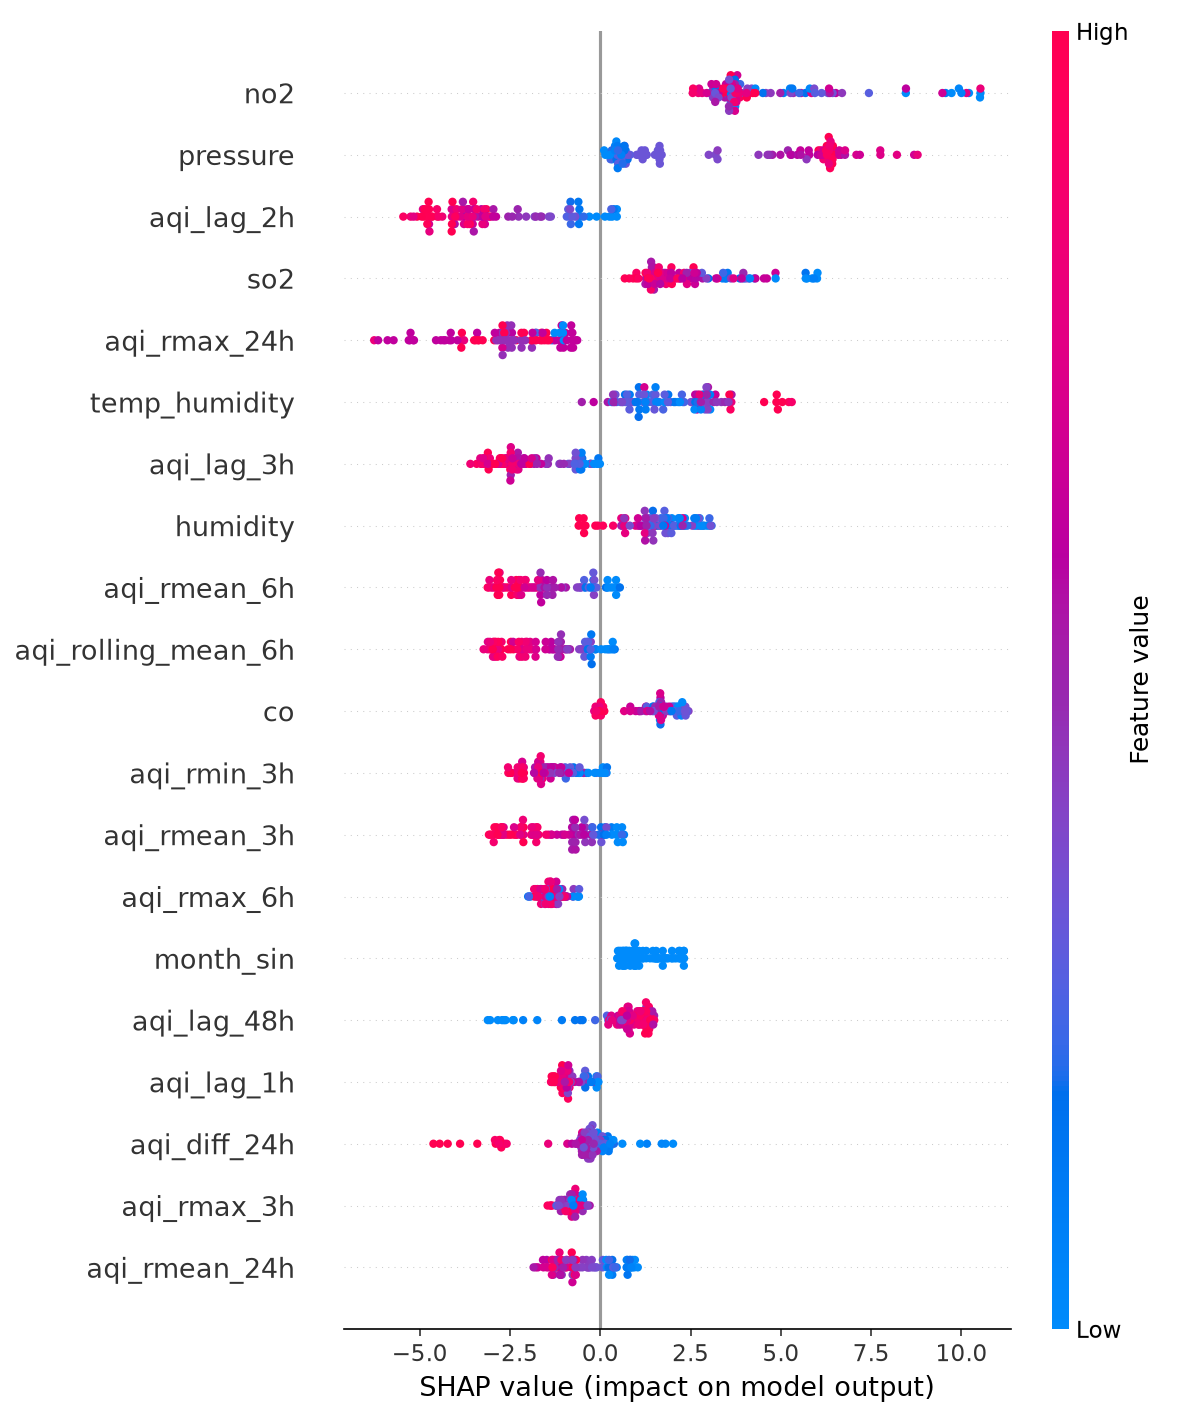 High
no2
pressure
aqi_lag_2h
so2
aqi_rmax_24h
temp_humidity
aqi_lag_3h
humidity
aqi_rmean_6h
aqi_rolling_mean_6h
co
aqi_rmin_3h
aqi_rmean_3h
aqi_rmax_6h
month_sin
aqi_lag_48h
aqi_lag_1h
aqi_diff_24h
aqi_rmax_3h
aqi_rmean_24h
Feature value
Low
−5.0 −2.5 0.0 2.5 5.0 7.5 10.0
SHAP value (impact on model output)